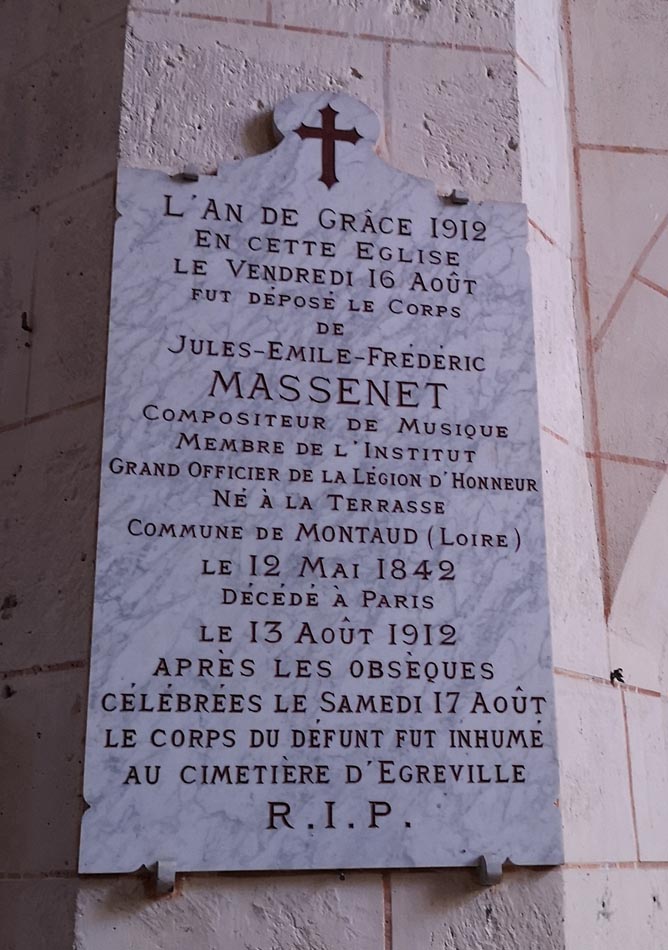 L'AN DE GRÂCE 1912
EN CETTE EGLISE
LE VENDREDI 16 AOÛT
FUT DÉPOSÉ LE CORPS
DE
JULES-EMILE-FRÉDÉRIC
MASSENET
COMPOSITEUR DE MUSIQUE
MEMBRE DE L'INSTITUT
GRAND OFFICIER DE LA LÉGION D'HONNEUR
NÉ À LA TERRASSE
COMMUNE DE MONTAUD (LOIRE)
LE 12 MAI 1842
DÉCÉDÉ À PARIS
LE 13 AOÛT 1912
APRÈS LES OBSÈQUES
CÉLÉBRÉES LE SAMEDI 17 AOÛT
LE CORPS DU DÉFUNT FUT INHUMÉ
AU CIMETIÈRE D'EGREVILLE
R.I.P.